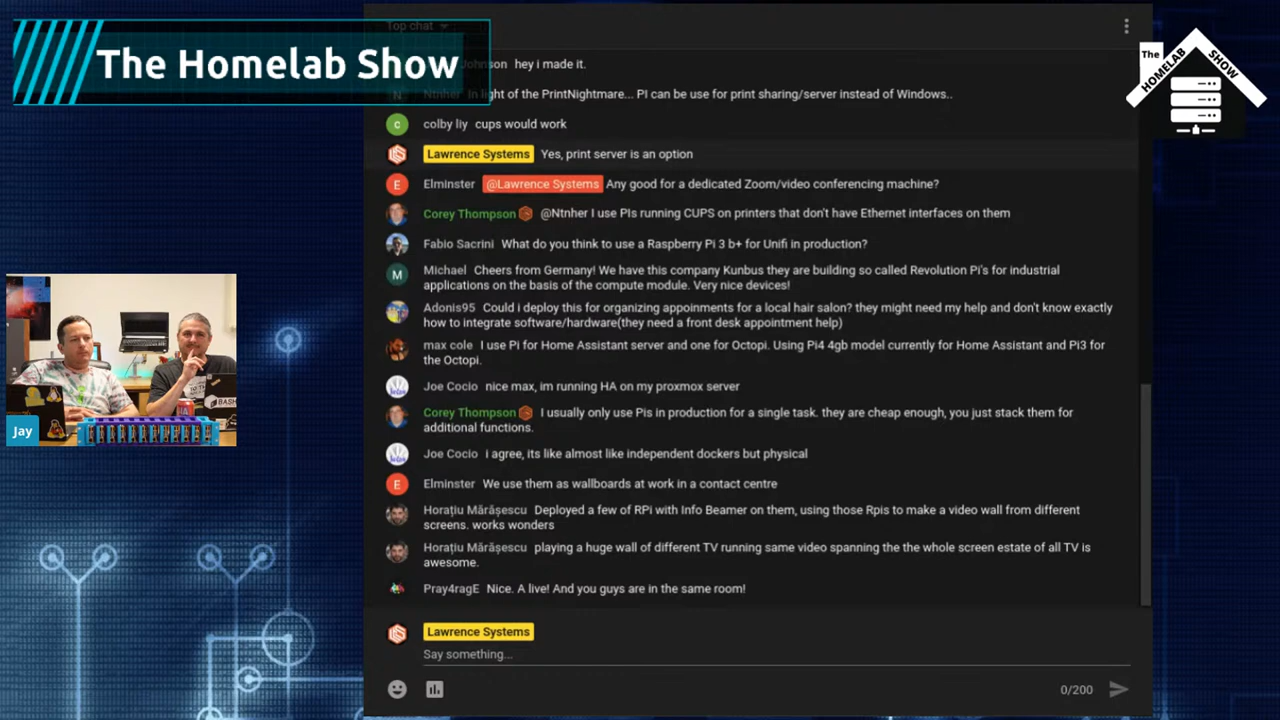 The Homelab Show
Top chat
The
HOMELAB
SHOW
hey i made it.
Ntnher In light of the PrintNightmare... PI can be use for print sharing/server instead of Windows..
c colby liy cups would work
Lawrence Systems Yes, print server is an option
E Elminster @Lawrence Systems Any good for a dedicated Zoom/video conferencing machine?
Corey Thompson @Ntnher I use PIs running CUPS on printers that don't have Ethernet interfaces on them
Fabio Sacrini What do you think to use a Raspberry Pi 3 b+ for Unifi in production?
M Michael Cheers from Germany! We have this company Kunbus they are building so called Revolution Pi's for industrial
applications on the basis of the compute module. Very nice devices!
Adonis95 Could i deploy this for organizing appoinments for a local hair salon? they might need my help and don't know exactly
how to integrate software/hardware(they need a front desk appointment help)
max cole I use Pi for Home Assistant server and one for Octopi. Using Pi4 4gb model currently for Home Assistant and Pi3 for
the Octopi.
Joe Cocio nice max, im running HA on my proxmox server
Corey Thompson I usually only use Pis in production for a single task. they are cheap enough, you just stack them for
additional functions.
Joe Cocio i agree, its like almost like independent dockers but physical
E Elminster We use them as wallboards at work in a contact centre
Horațiu Mărășescu Deployed a few of RPi with Info Beamer on them, using those Rpis to make a video wall from different
screens. works wonders
Horațiu Mărășescu playing a huge wall of different TV running same video spanning the the whole screen estate of all TV is
awesome.
Pray4ragE Nice. A live! And you guys are in the same room!
Lawrence Systems
Say something...
0/200
Jay
BASH